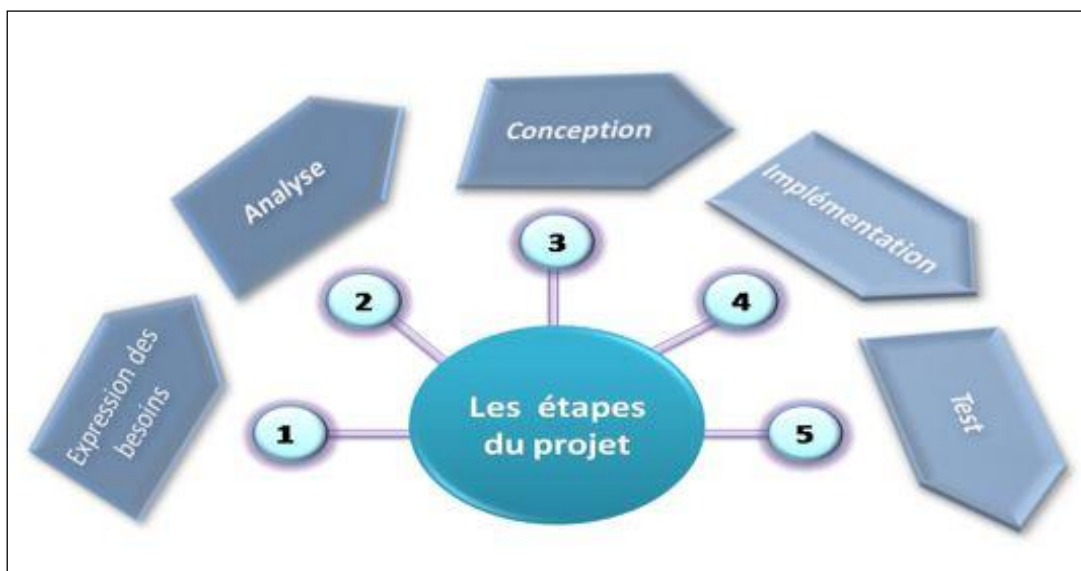 Expression des
besoins
1
Analyse
2
Conception
3
Implémentation
4
Test
5
Les étapes
du projet